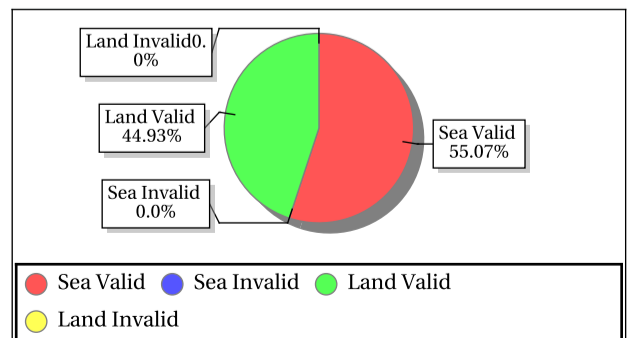 Land Invalid0.
0%
Land Valid
44.93%
Sea Valid
55.07%
Sea Invalid
0.0%
Sea Valid Sea Invalid Land Valid
Land Invalid